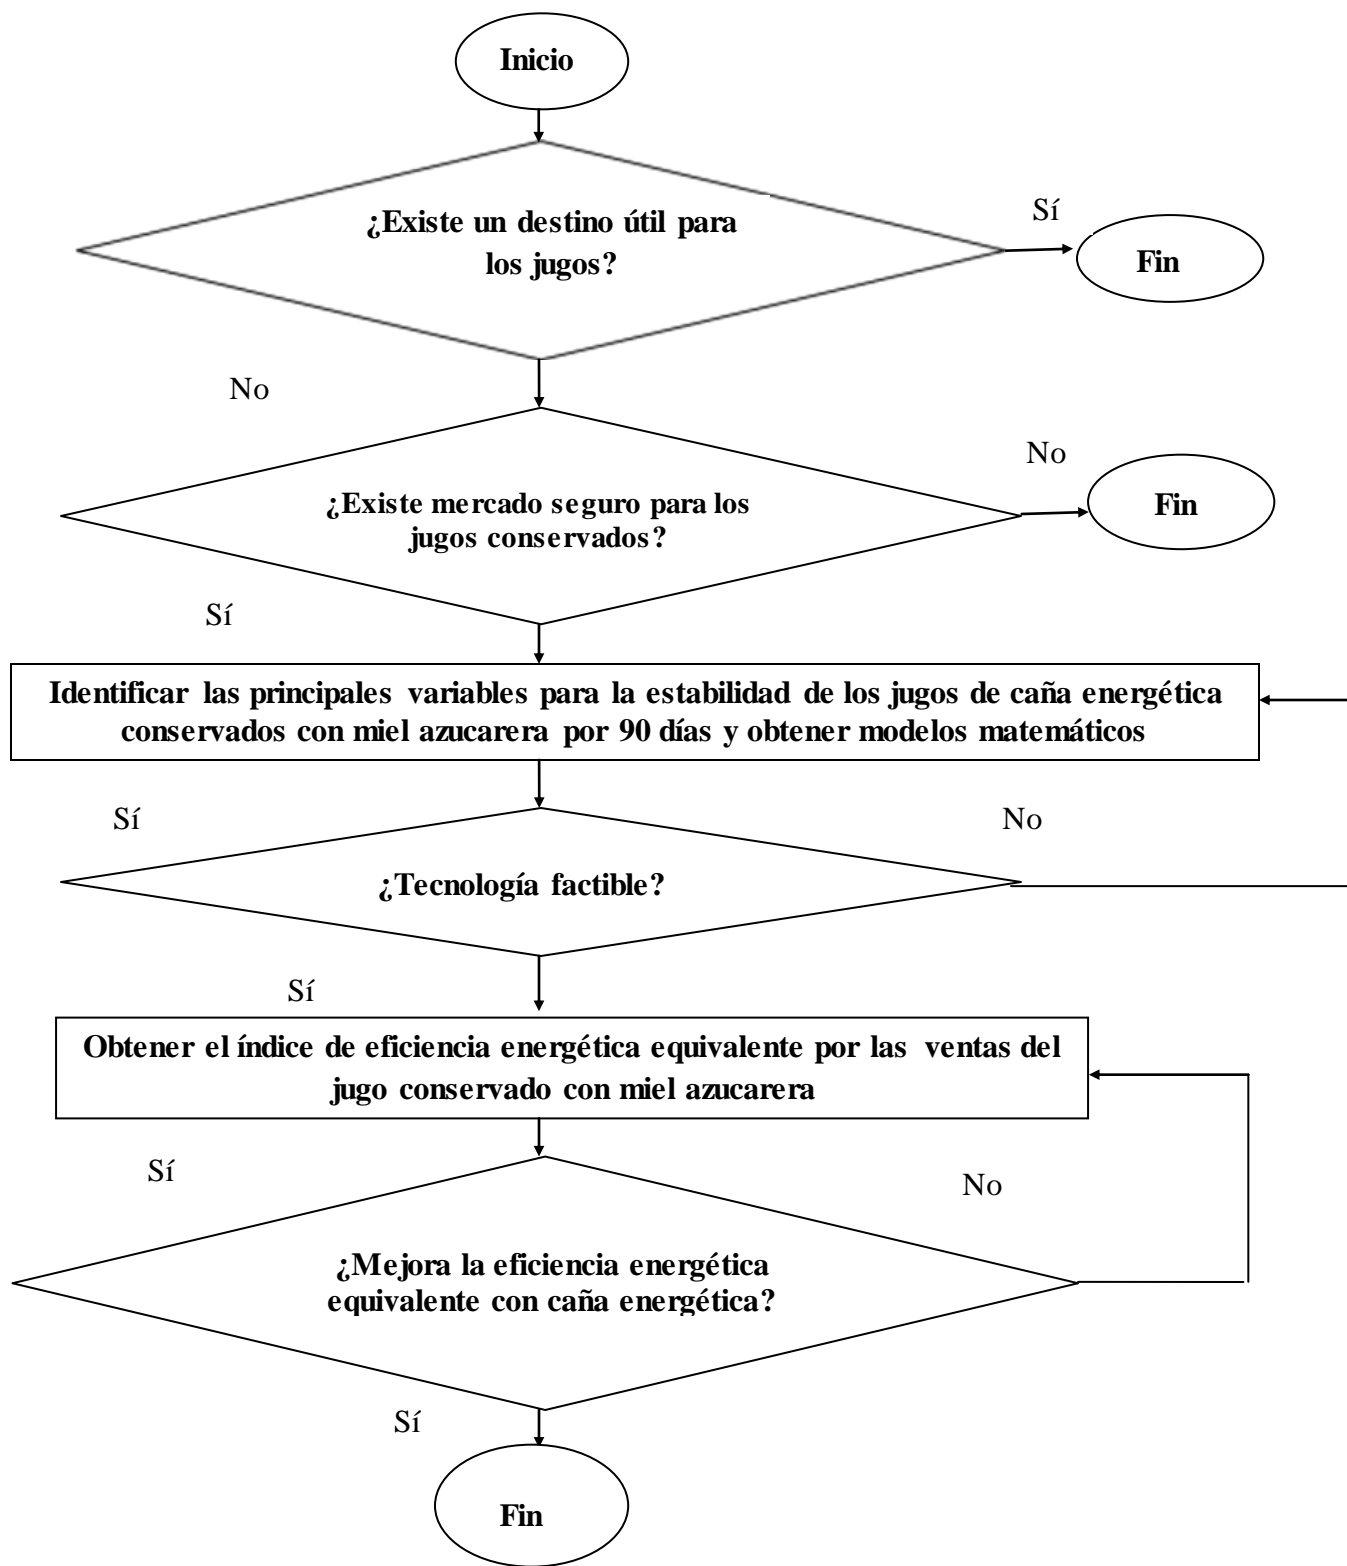 Inicio
¿Existe un destino útil para
los jugos?
Sí
Fin
No
¿Existe mercado seguro para los
jugos conservados?
No
Fin
Sí
Identificar las principales variables para la estabilidad de los jugos de caña energética
conservados con miel azucarera por 90 días y obtener modelos matemáticos
Sí
No
¿Tecnología factible?
Sí
Obtener el índice de eficiencia energética equivalente por las ventas del
jugo conservado con miel azucarera
Sí
No
¿Mejora la eficiencia energética
equivalente con caña energética?
Sí
Fin